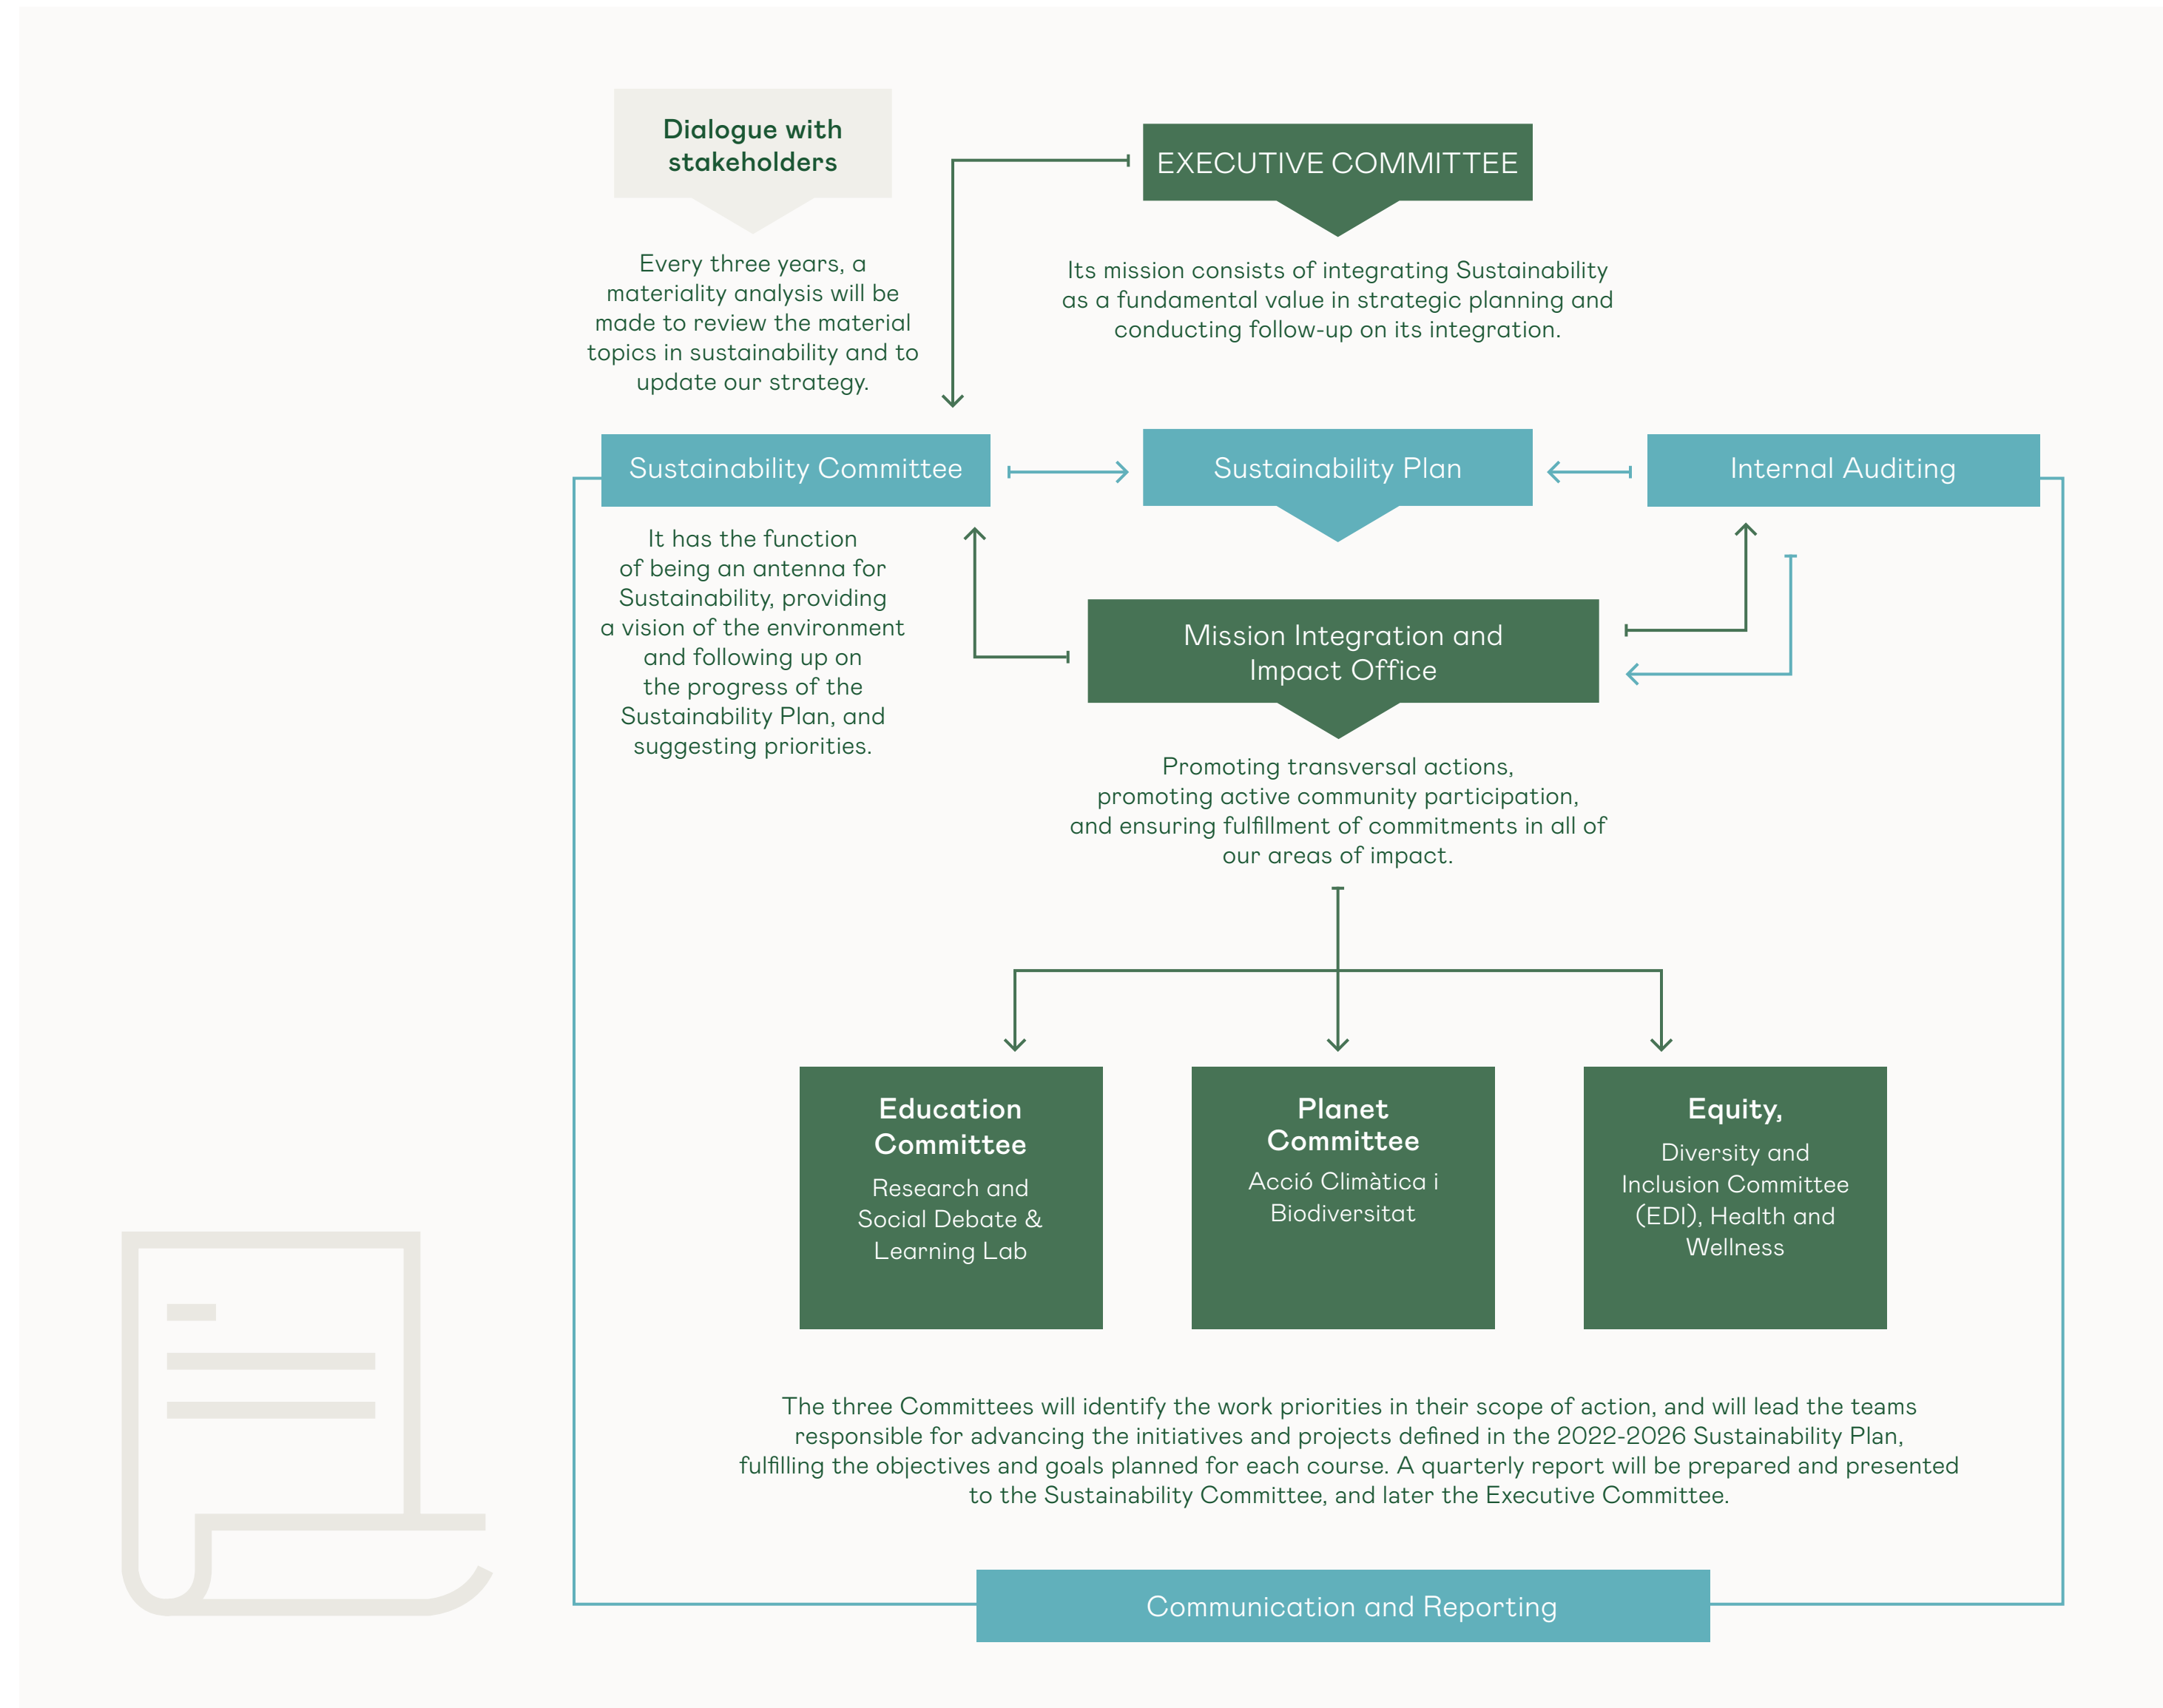 Dialogue with
stakeholders
Every three years, a
materiality analysis will be
made to review the material
topics in sustainability and to
update our strategy.
EXECUTIVE COMMITTEE
Its mission consists of integrating Sustainability
as a fundamental value in strategic planning and
conducting follow-up on its integration.
Sustainability Committee
Sustainability Plan
Internal Auditing
It has the function
of being an antenna for
Sustainability, providing
a vision of the environment
and following up on
the progress of the
Sustainability Plan, and
suggesting priorities.
Mission Integration and
Impact Office
Promoting transversal actions,
promoting active community participation,
and ensuring fulfillment of commitments in all of
our areas of impact.
Education
Committee
Research and
Social Debate &
Learning Lab
Planet
Committee
Acció Climàtica i
Biodiversitat
Equity,
Diversity and
Inclusion Committee
(EDI), Health and
Wellness
The three Committees will identify the work priorities in their scope of action, and will lead the teams
responsible for advancing the initiatives and projects defined in the 2022-2026 Sustainability Plan,
fulfilling the objectives and goals planned for each course. A quarterly report will be prepared and presented
to the Sustainability Committee, and later the Executive Committee.
Communication and Reporting